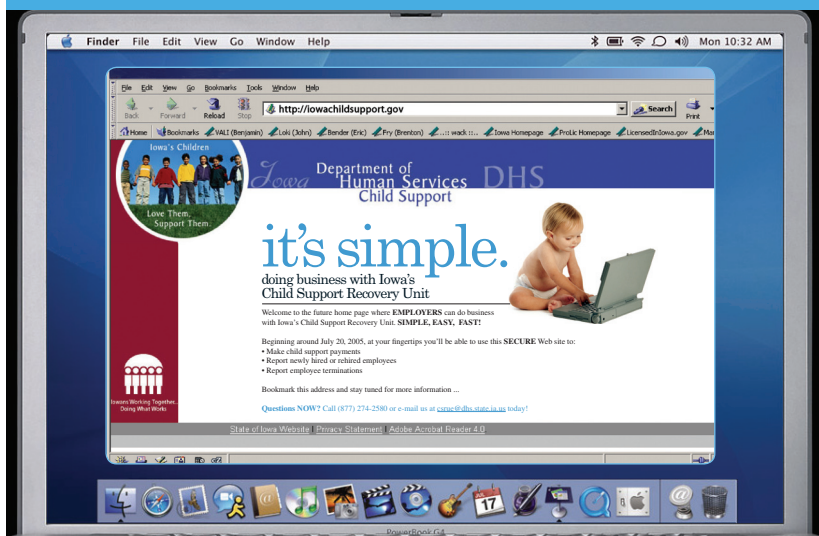 Finder File Edit View Go Window Help Mon 10:32 AM
File Edit View Go Bookmarks Tools Window Help
Back Forward Reload Stop http://iowachildsupport.gov Search Print
Home Bookmarks VALI (Benjamin) Loki (John) Bender (Eric) Fry (Brenton) ..:: wack ::.. Iowa Homepage ProLic Homepage LicensedInIowa.gov Mar
Iowa's Children
Love Them.
Support Them.
Iowa Department of
Human Services DHS
Child Support
it's simple.
doing business with Iowa's
Child Support Recovery Unit
Welcome to the future home page where EMPLOYERS can do business
with Iowa's Child Support Recovery Unit. SIMPLE, EASY, FAST!
Beginning around July 20, 2005, at your fingertips you'll be able to use this SECURE Web site to:
• Make child support payments
• Report newly hired or rehired employees
• Report employee terminations
Bookmark this address and stay tuned for more information ...
Questions NOW? Call (877) 274-2580 or e-mail us at csrue@dhs.state.ia.us today!
Iowans Working Together...
Doing What Works
State of Iowa Website | Privacy Statement | Adobe Acrobat Reader 4.0
JUL
17
PowerBook G4